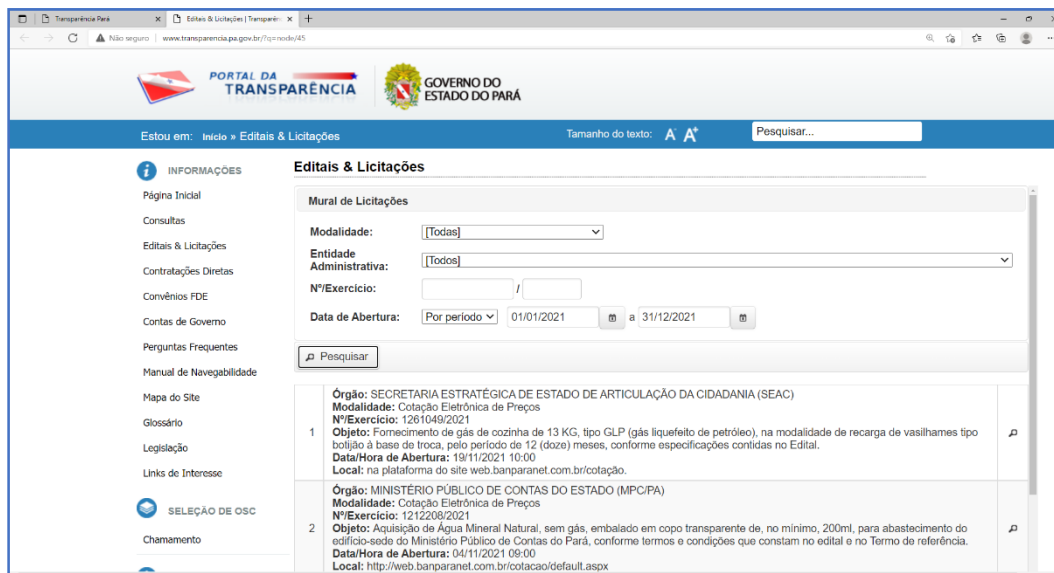 Transparência Pará
Editais & Licitações | Transparênc
Não seguro | www.transparencia.pa.gov.br/?q=node/45
PORTAL DA
TRANSPARÊNCIA
GOVERNO DO
ESTADO DO PARÁ
Estou em: Início » Editais & Licitações
Tamanho do texto: A- A+
Pesquisar...
INFORMAÇÕES
Página Inicial
Consultas
Editais & Licitações
Contratações Diretas
Convênios FDE
Contas de Governo
Perguntas Frequentes
Manual de Navegabilidade
Mapa do Site
Glossário
Legislação
Links de Interesse
SELEÇÃO DE OSC
Chamamento
Editais & Licitações
Mural de Licitações
Modalidade: [Todas]
Entidade
Administrativa: [Todos]
Nº/Exercício: /
Data de Abertura: Por período 01/01/2021 a 31/12/2021
Pesquisar
Órgão: SECRETARIA ESTRATÉGICA DE ESTADO DE ARTICULAÇÃO DA CIDADANIA (SEAC)
Modalidade: Cotação Eletrônica de Preços
Nº/Exercício: 1261049/2021
1 Objeto: Fornecimento de gás de cozinha de 13 KG, tipo GLP (gás liquefeito de petróleo), na modalidade de recarga de vasilhames tipo
botijão à base de troca, pelo período de 12 (doze) meses, conforme especificações contidas no Edital.
Data/Hora de Abertura: 19/11/2021 10:00
Local: na plataforma do site web.banparanet.com.br/cotação.
Órgão: MINISTÉRIO PÚBLICO DE CONTAS DO ESTADO (MPC/PA)
Modalidade: Cotação Eletrônica de Preços
Nº/Exercício: 1212208/2021
2 Objeto: Aquisição de Água Mineral Natural, sem gás, embalado em copo transparente de, no mínimo, 200ml, para abastecimento do
edifício-sede do Ministério Público de Contas do Pará, conforme termos e condições que constam no edital e no Termo de referência.
Data/Hora de Abertura: 04/11/2021 09:00
Local: http://web.banparanet.com.br/cotacao/default.aspx